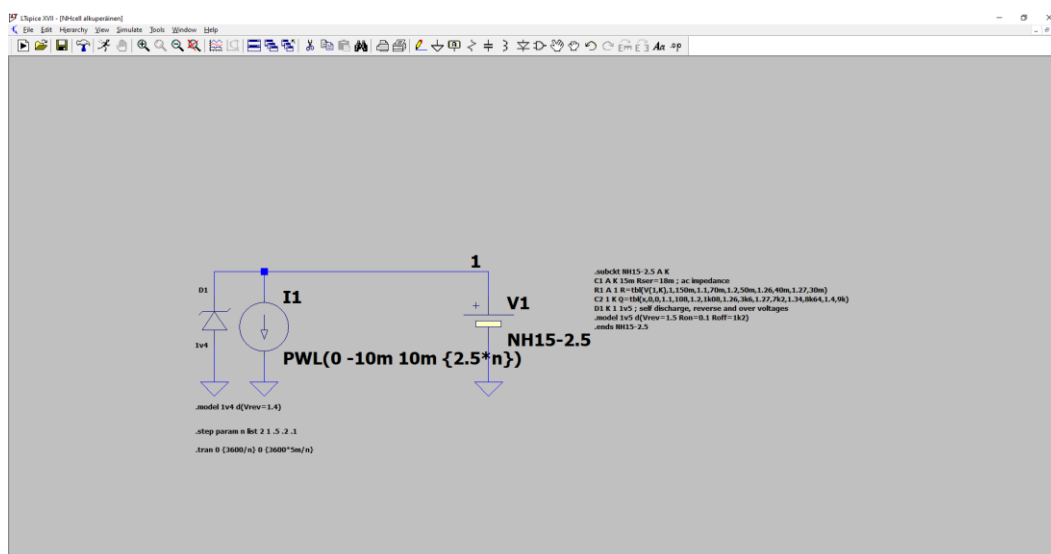 LTspice XVII - [NHcell alkuperäinen]
File Edit Hierarchy View Simulate Tools Window Help
1
D1
I1
V1
1v4
NH15-2.5
PWL(0 -10m 10m {2.5*n})
.model 1v4 d(Vrev=1.4)
.step param n list 2 1 .5 .2 .1
.tran 0 {3600/n} 0 {3600*5m/n}
.subckt NH15-2.5 A K
C1 A K 15m Rser=18m ; ac impedance
R1 A 1 R=tbl(V(1,K),1,150m,1.1,70m,1.2,50m,1.26,40m,1.27,30m)
C2 1 K Q=tbl(x,0,0,1.1,108,1.2,1k08,1.26,3k6,1.27,7k2,1.34,8k64,1.4,9k)
D1 K 1 1v5 ; self discharge, reverse and over voltages
.model 1v5 d(Vrev=1.5 Ron=0.1 Roff=1k2)
.ends NH15-2.5